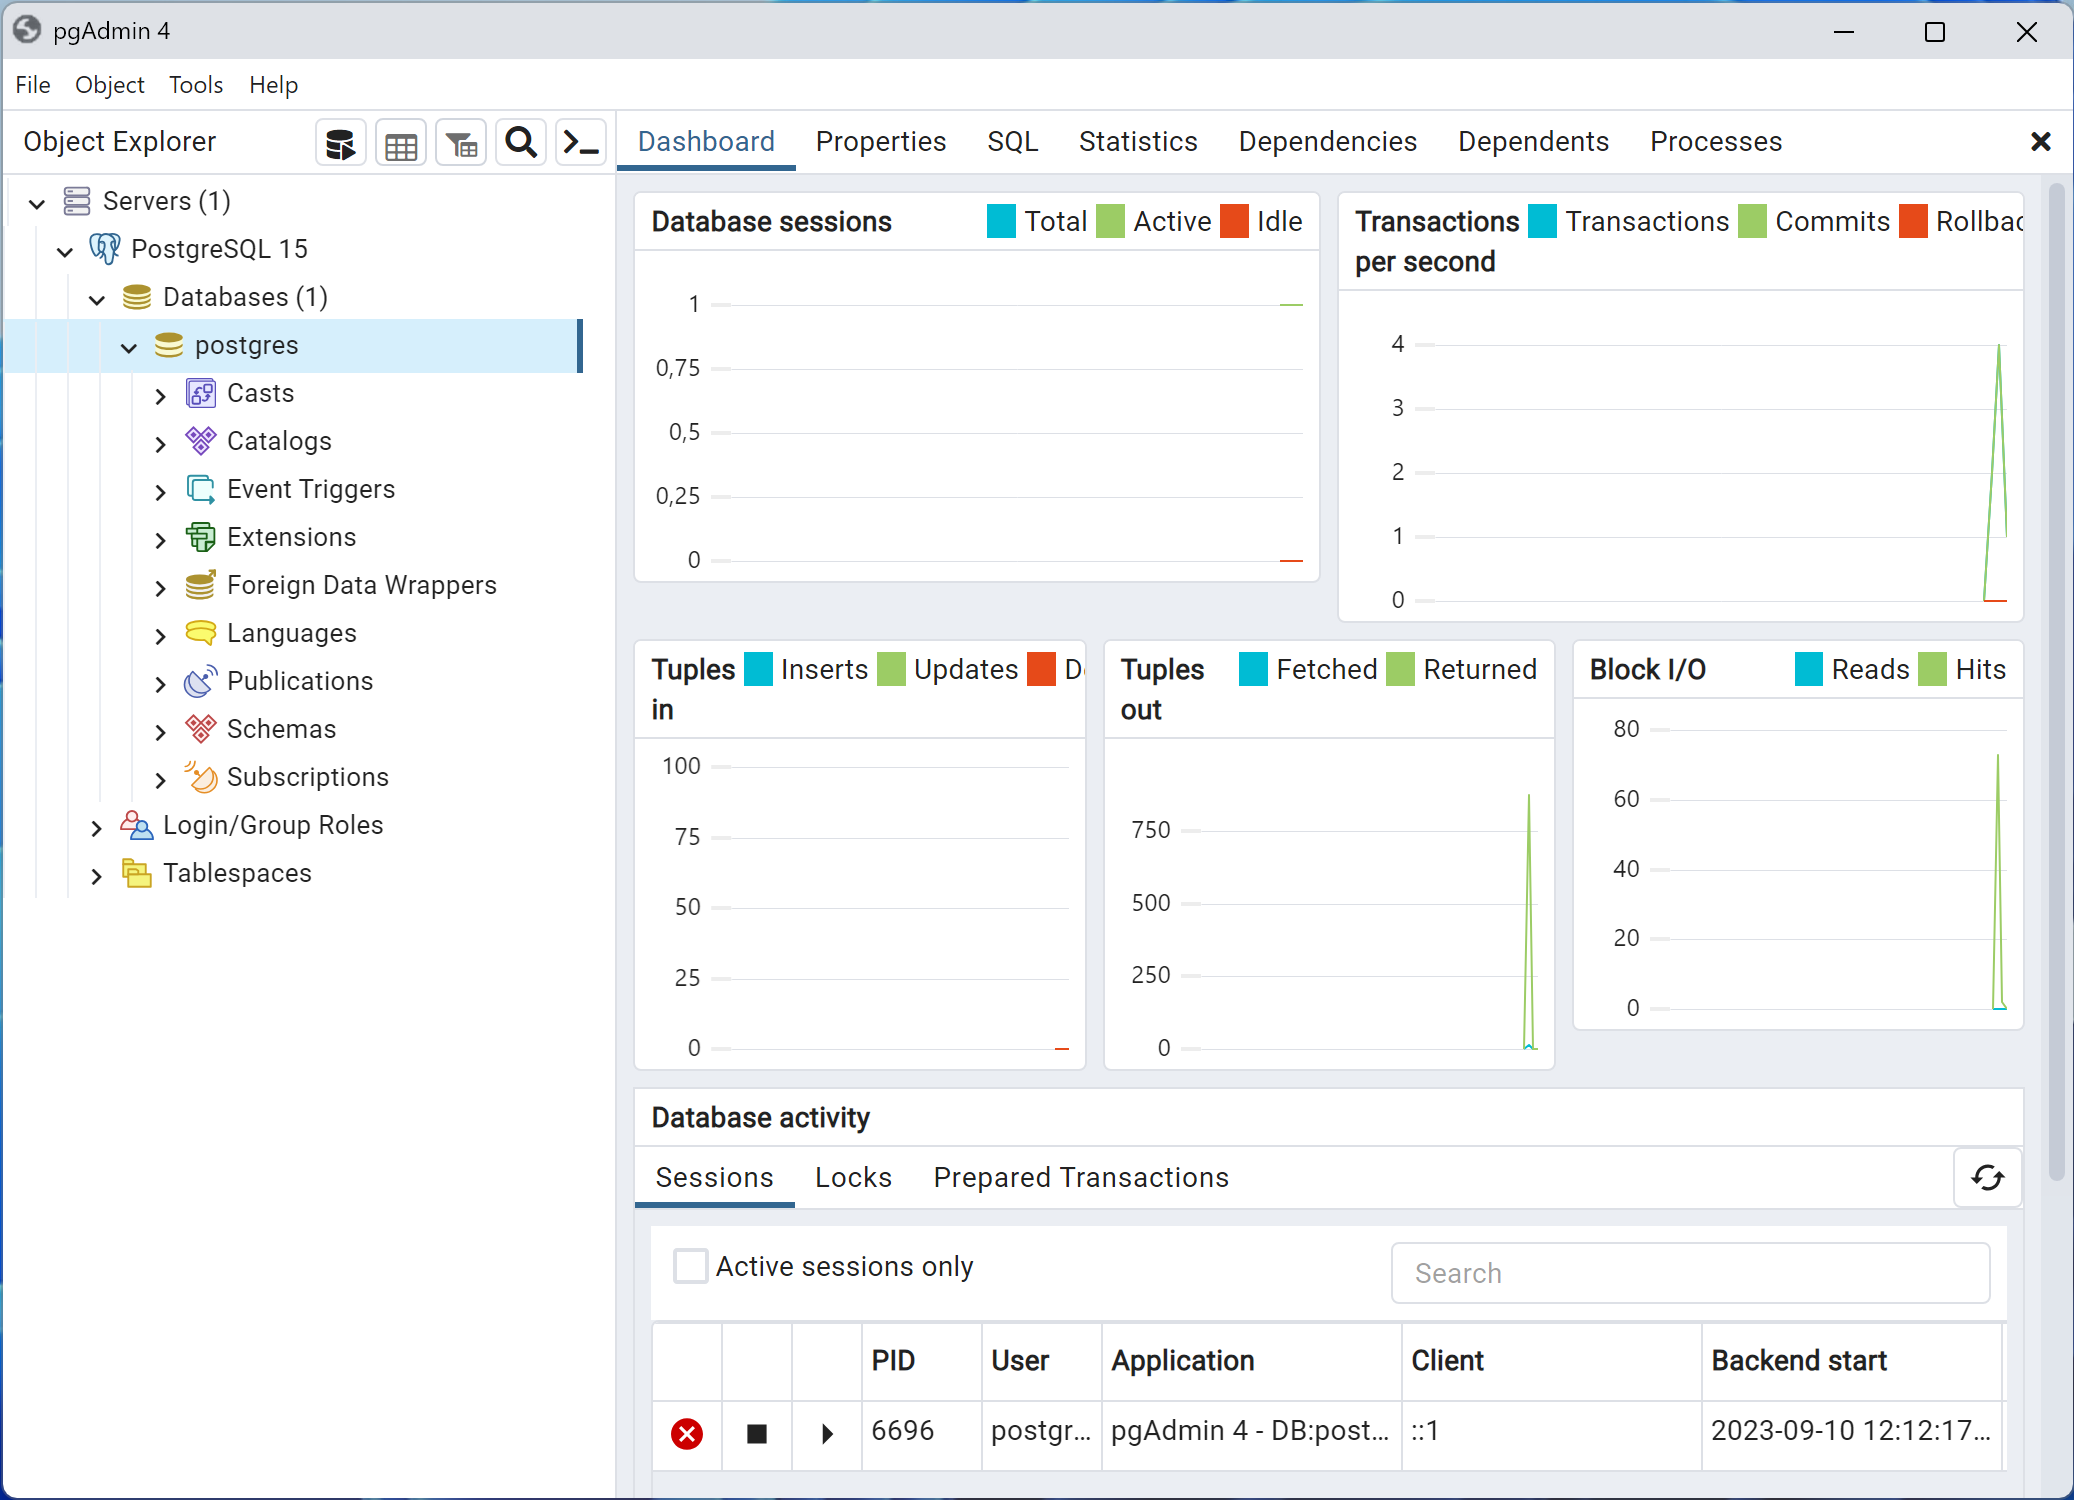 pgAdmin 4
File Object Tools Help
Object Explorer
Dashboard Properties SQL Statistics Dependencies Dependents Processes
Servers (1)
PostgreSQL 15
Databases (1)
postgres
Casts
Catalogs
Event Triggers
Extensions
Foreign Data Wrappers
Languages
Publications
Schemas
Subscriptions
Login/Group Roles
Tablespaces
Database sessions Total Active Idle
1
0,75
0,5
0,25
0
Transactions per second Transactions Commits Rollbac
4
3
2
1
0
Tuples in Inserts Updates De
100
75
50
25
0
Tuples out Fetched Returned
750
500
250
0
Block I/O Reads Hits
80
60
40
20
0
Database activity
Sessions Locks Prepared Transactions
Active sessions only
Search
PID User Application Client Backend start
6696 postgr... pgAdmin 4 - DB:post... ::1 2023-09-10 12:12:17...